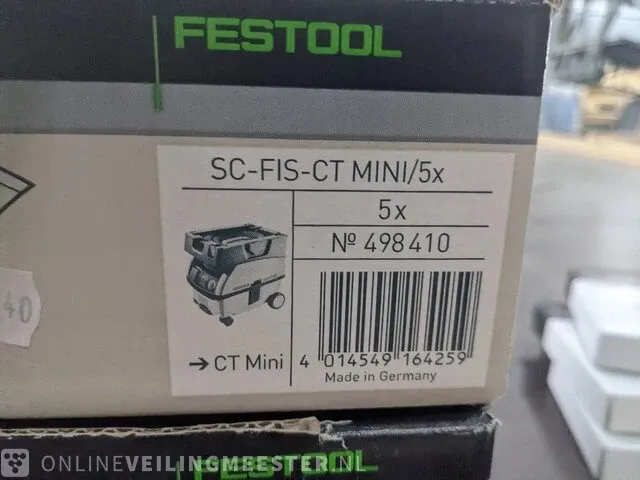 FESTOOL
SC-FIS-CT MINI/5x
5x
Nº 498410
→ CT Mini
4 014549 164259
Made in Germany
40
FESTOOL
ONLINEVEILINGMEESTER.NL